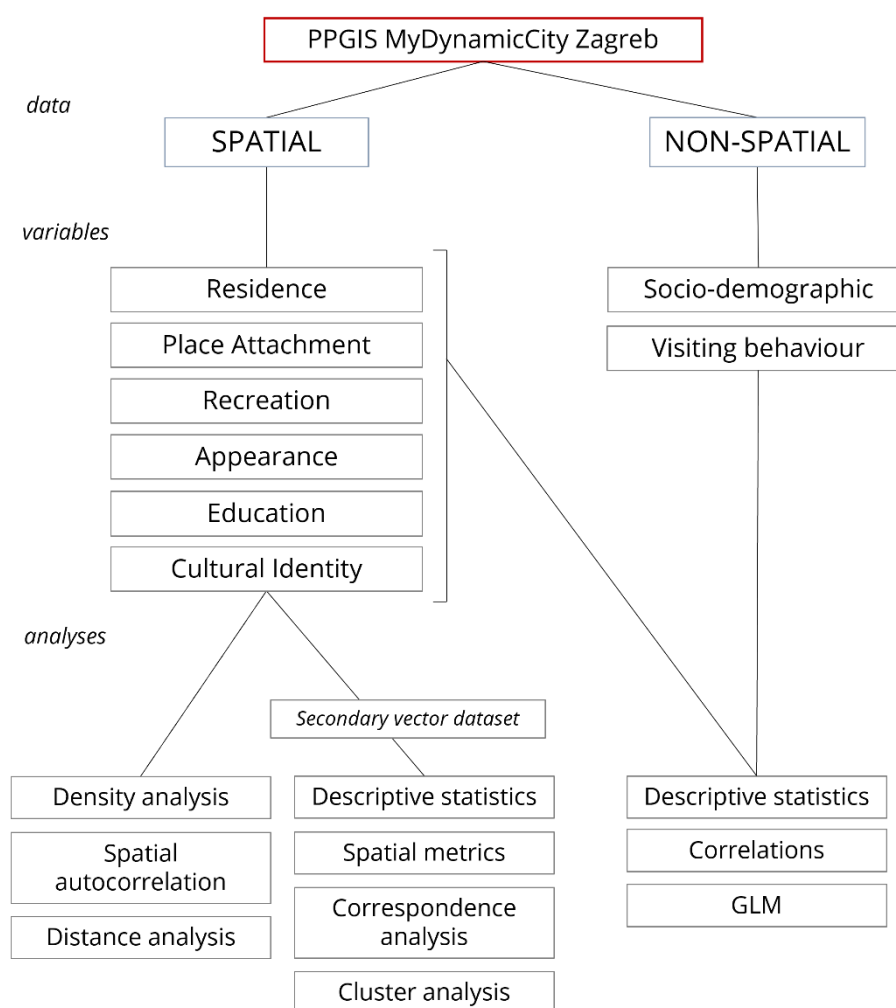 PPGIS MyDynamicCity Zagreb
data
SPATIAL
NON-SPATIAL
variables
Residence
Place Attachment
Recreation
Appearance
Education
Cultural Identity
Socio-demographic
Visiting behaviour
analyses
Secondary vector dataset
Density analysis
Spatial
autocorrelation
Distance analysis
Descriptive statistics
Spatial metrics
Correspondence
analysis
Cluster analysis
Descriptive statistics
Correlations
GLM